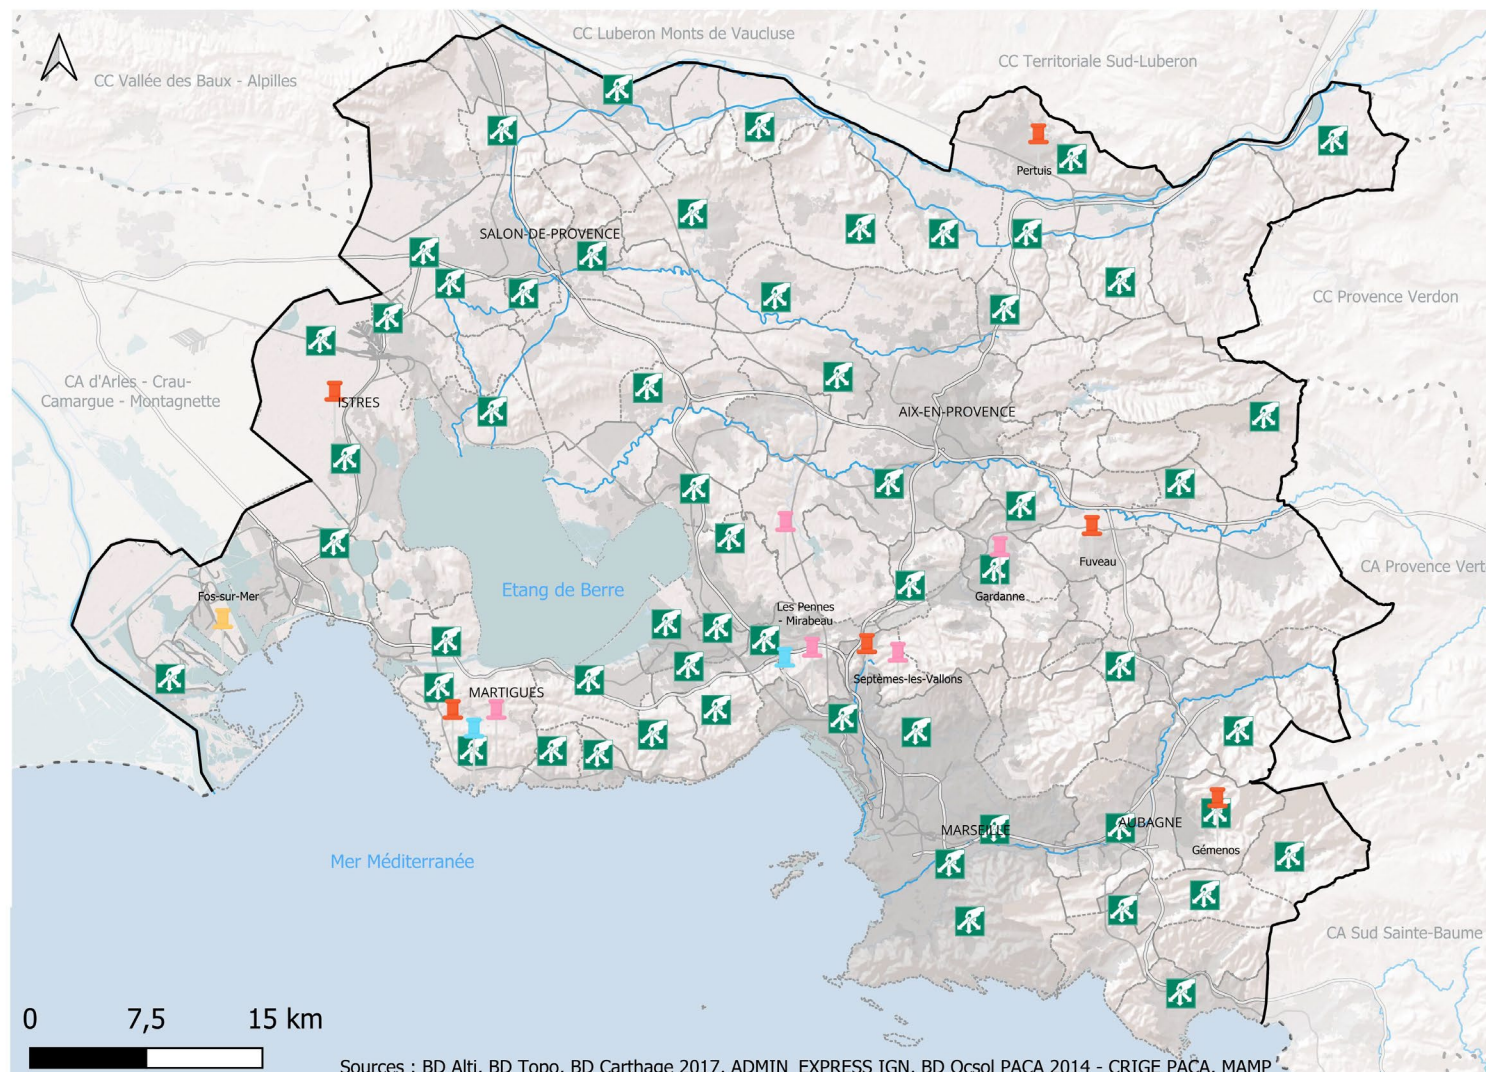 CC Luberon Monts de Vaucluse
CC Territoriale Sud-Luberon
CC Vallée des Baux - Alpilles
Pertuis
SALON-DE-PROVENCE
CC Provence Verdon
CA d'Arles - Crau-
Camargue - Montagnette
ISTRES
AIX-EN-PROVENCE
Fuveau
CA Provence Vert
Etang de Berre
Fos-sur-Mer
Gardanne
Les Pennes
- Mirabeau
Septèmes-les-Vallons
MARTIGUES
MARSEILLE
AUBAGNE
Gémenos
Mer Méditerranée
CA Sud Sainte-Baume
0 7,5 15 km
Sources : BD Alti, BD Topo, BD Carthage 2017, ADMIN_EXPRESS IGN, BD Ocsol PACA 2014 - CRIGE PACA, MAMP